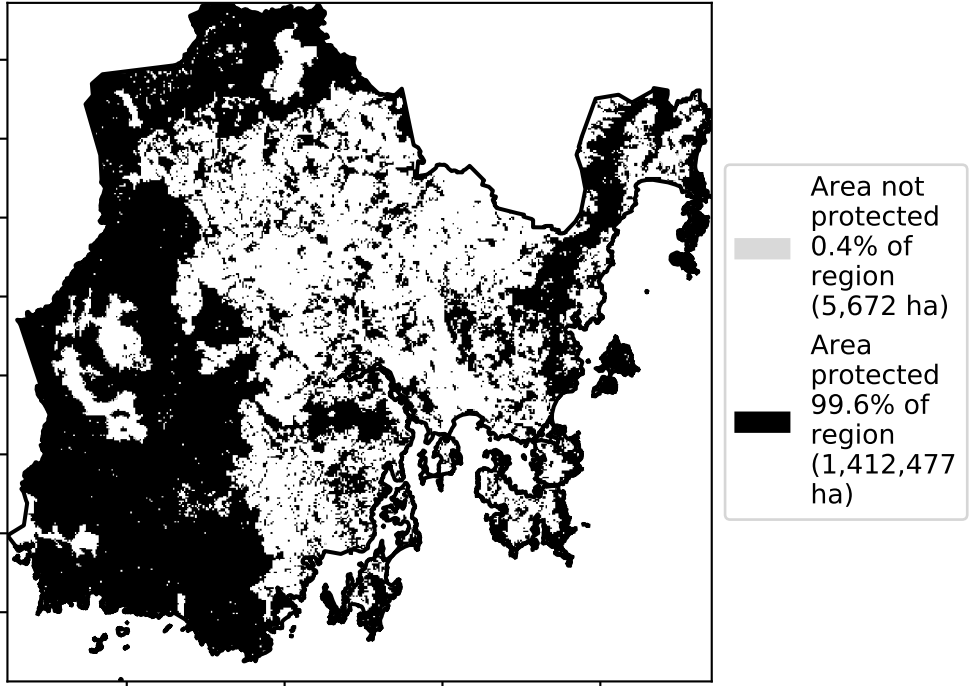 Area not
protected
0.4% of
region
(5,672 ha)
Area
protected
99.6% of
region
(1,412,477
ha)